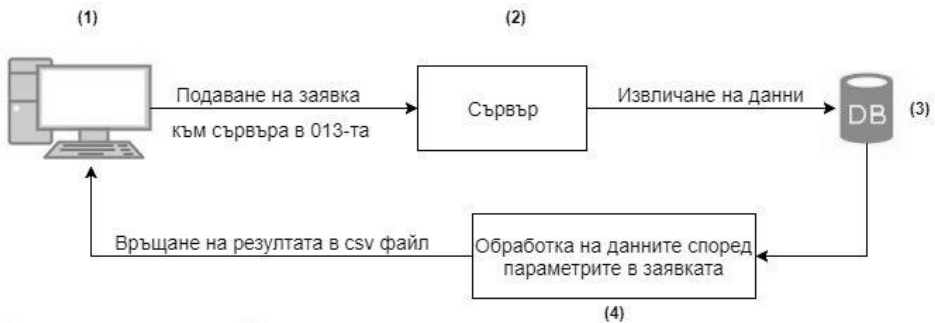 (1)
(2)
Подаване на заявка
към сървъра в 013-та
Сървър
Извличане на данни
DB
(3)
Връщане на резултата в csv файл
Обработка на данните според
параметрите в заявката
(4)